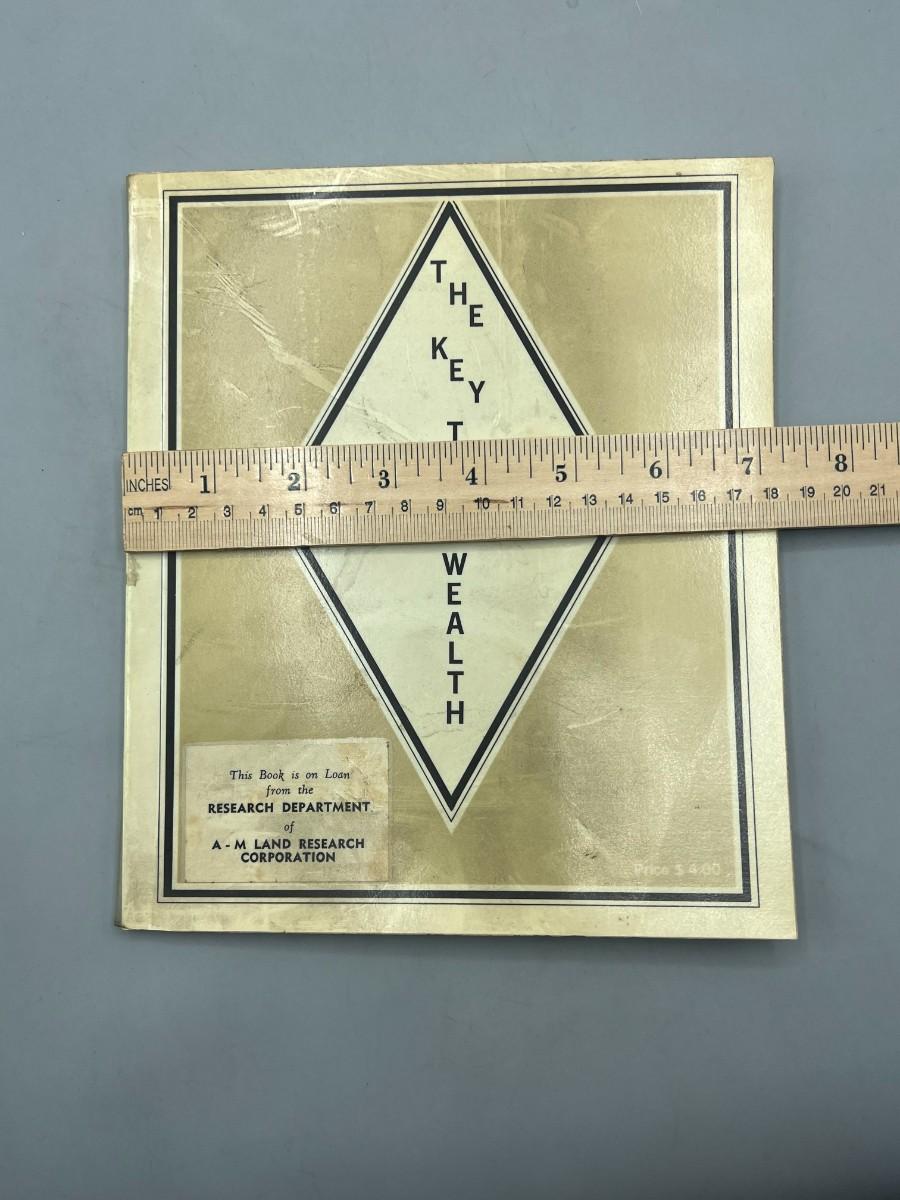 THE
KEY
T
INCHES 1 2 3 4 5 6 7 8
cm 1 2 3 4 5 6 7 8 9 10 11 12 13 14 15 16 17 18 19 20 21
WEALTH
This Book is on Loan
from the
RESEARCH DEPARTMENT
of
A - M LAND RESEARCH
CORPORATION
Price $ 4.00